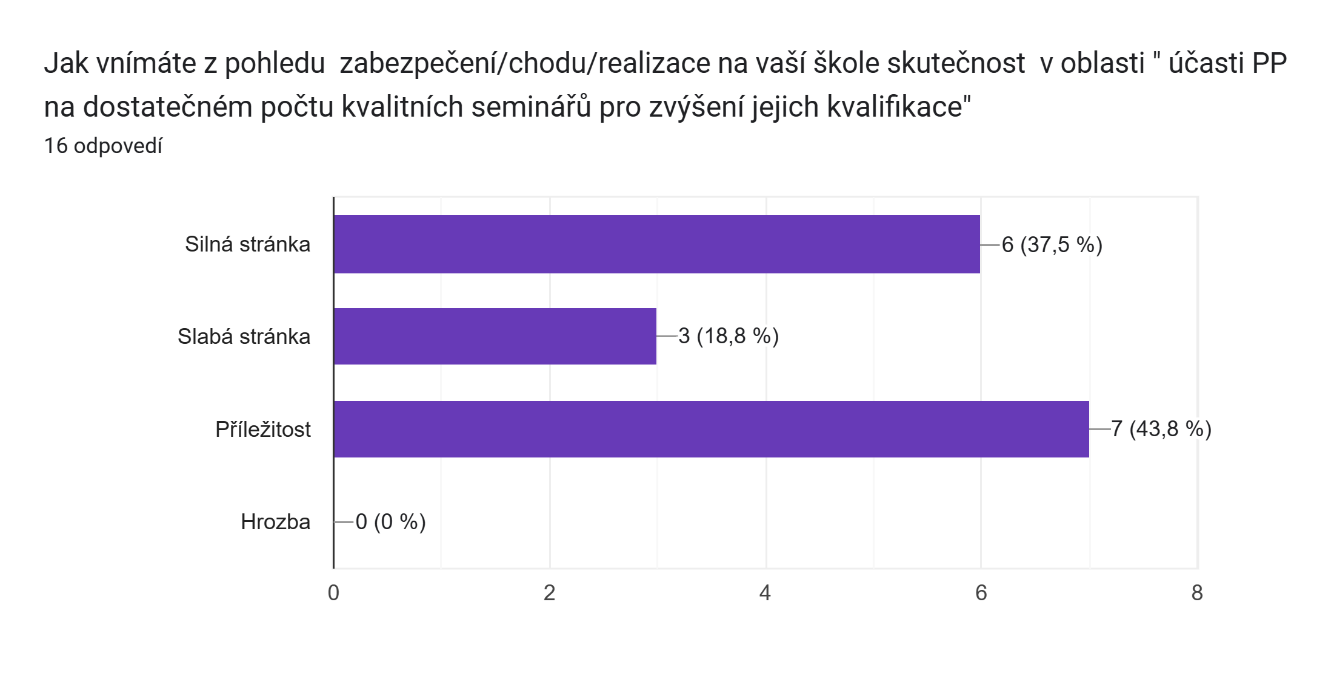 Jak vnímáte z pohledu  zabezpečení/chodu/realizace na vaší škole skutečnost  v oblasti " účasti PP
na dostatečném počtu kvalitních seminářů pro zvýšení jejich kvalifikace"
16 odpovedí
Silná stránka
6 (37,5 %)
Slabá stránka
3 (18,8 %)
Příležitost
7 (43,8 %)
Hrozba
0 (0 %)
0 2 4 6 8